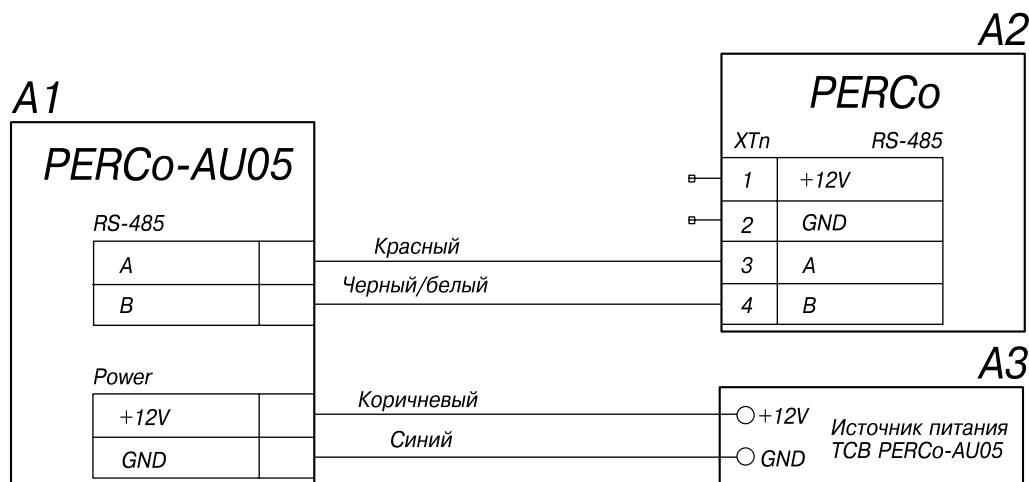 A2
A1
PERCo
PERCo-AU05
XTn RS-485
1 +12V
RS-485
2 GND
Красный
A
3 A
Черный/белый
B
4 B
A3
Power
Коричневый
+12V
+12V
Источник питания
Синий
ТСВ PERCo-AU05
GND
GND